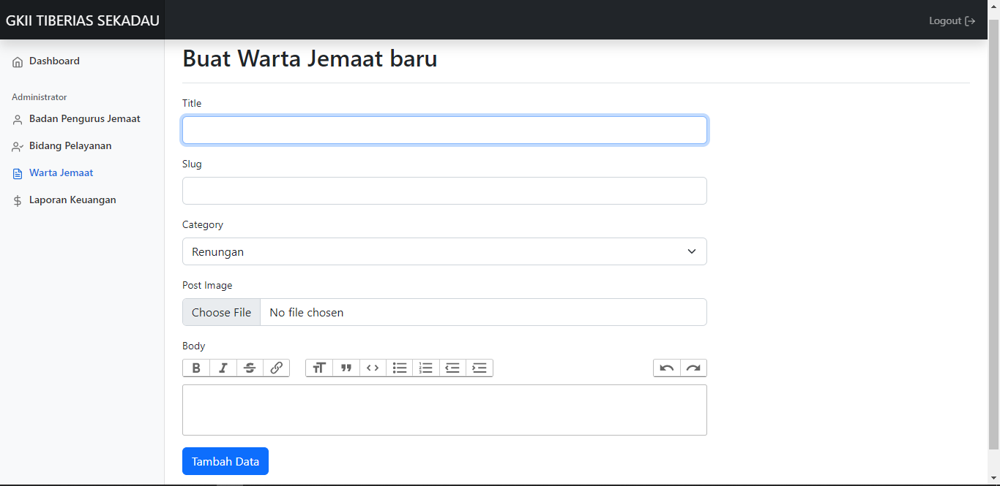 GKII TIBERIAS SEKADAU
Logout
Dashboard
Administrator
Badan Pengurus Jemaat
Bidang Pelayanan
Warta Jemaat
Laporan Keuangan
Buat Warta Jemaat baru
Title
Slug
Category
Renungan
Post Image
Choose File No file chosen
Body
Tambah Data